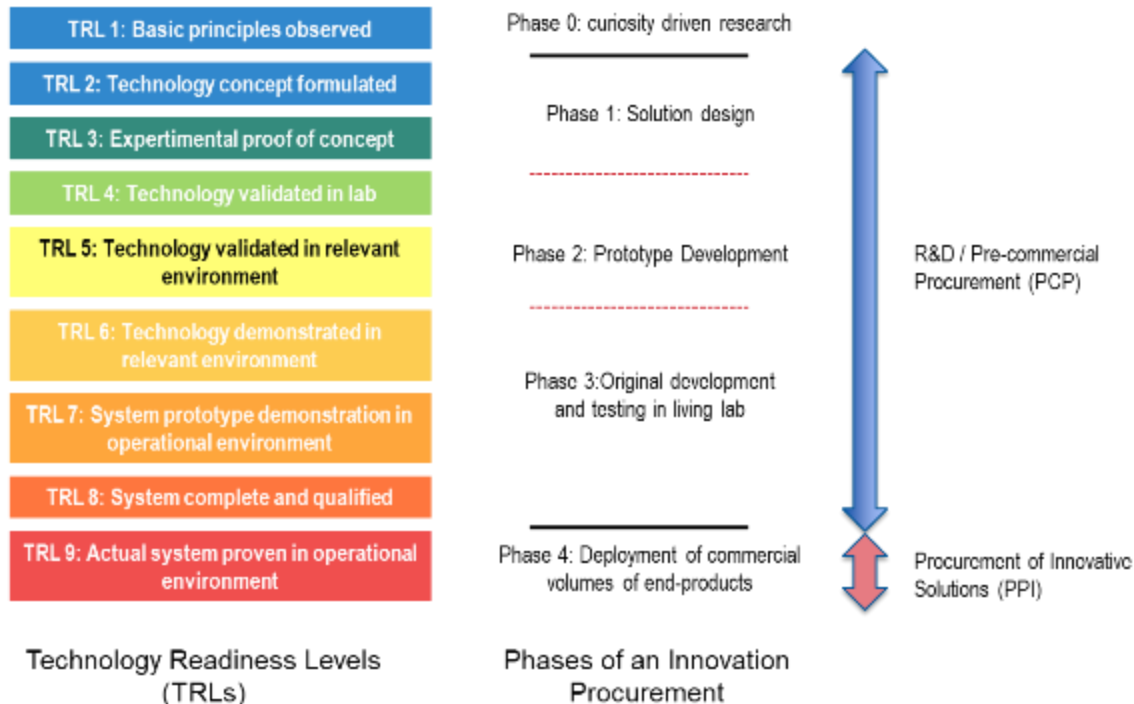 TRL 1: Basic principles observed
TRL 2: Technology concept formulated
TRL 3: Expertimental proof of concept
TRL 4: Technology validated in lab
TRL 5: Technology validated in relevant
environment
TRL 6: Technology demonstrated in
relevant environment
TRL 7: System prototype demonstration in
operational environment
TRL 8: System complete and qualified
TRL 9: Actual system proven in operational
environment
Technology Readiness Levels
(TRLs)
Phase 0: curiosity driven research
Phase 1: Solution design
Phase 2: Prototype Development
Phase 3:Original development
and testing in living lab
Phase 4: Deployment of commercial
volumes of end-products
Phases of an Innovation
Procurement
R&D / Pre-commercial
Procurement (PCP)
Procurement of Innovative
Solutions (PPI)